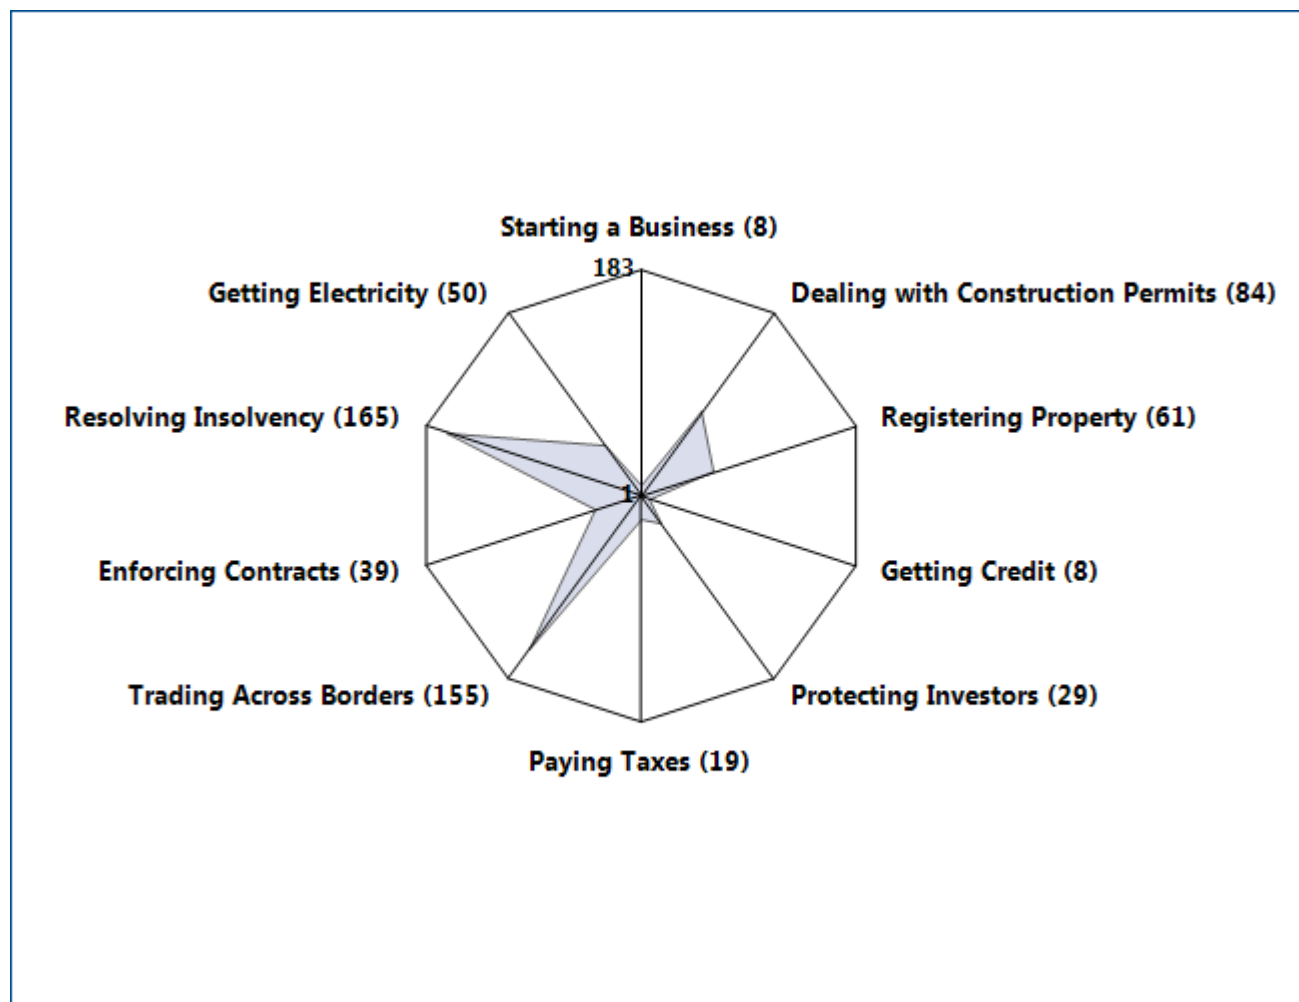 Starting a Business (8)
183
Getting Electricity (50)
Dealing with Construction Permits (84)
Resolving Insolvency (165)
Registering Property (61)
1
Enforcing Contracts (39)
Getting Credit (8)
Trading Across Borders (155)
Protecting Investors (29)
Paying Taxes (19)